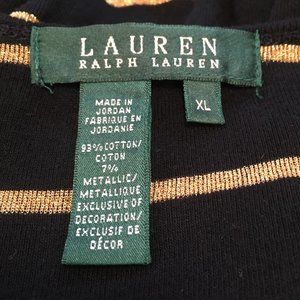 LAUREN
RALPH LAUREN
XL
MADE IN
JORDAN
FABRIQUE EN
JORDANIE
93% COTTON/
COTON
7%
METALLIC/
METALLIQUE
EXCLUSIVE OF
DECORATION/
EXCLUSIF DE
DÉCOR